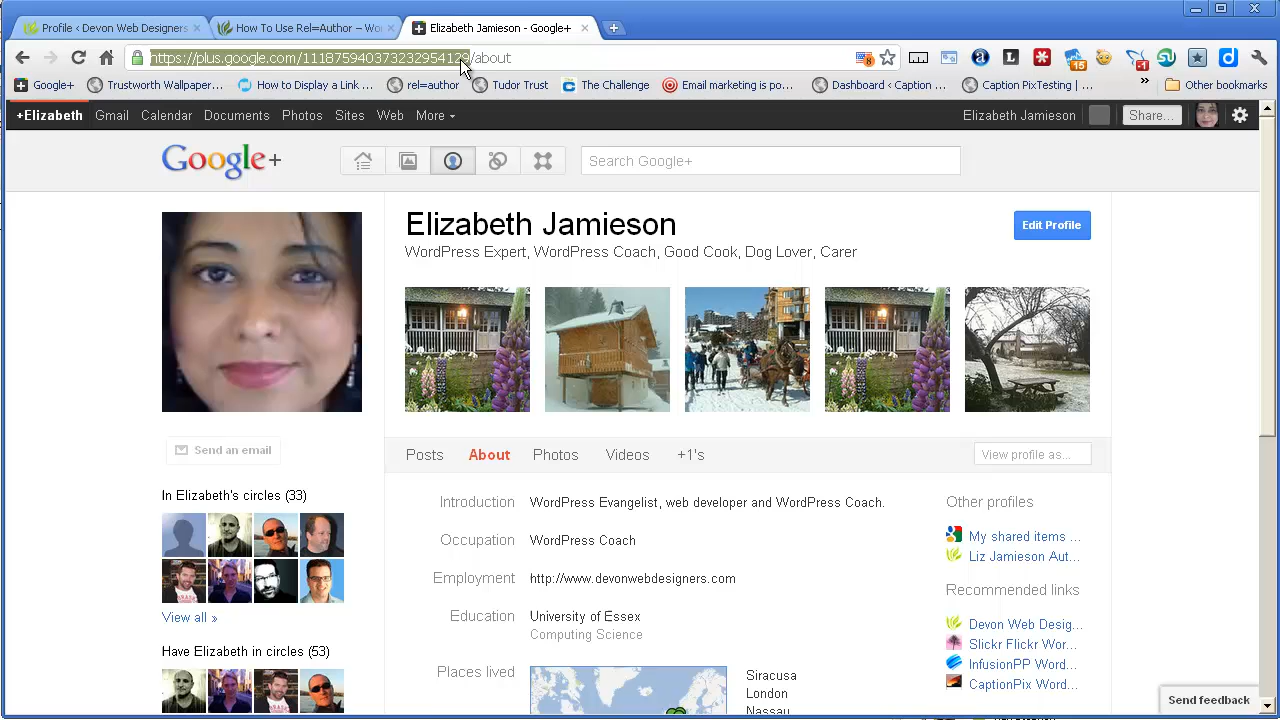 Profile ‹ Devon Web Designers
How To Use Rel=Author – Wo
Elizabeth Jamieson - Google+
https://plus.google.com/111875940373232954129/about
8
15
-1
Google+
Trustworth Wallpaper...
How to Display a Link ...
rel=author
Tudor Trust
The Challenge
Email marketing is po...
Dashboard ‹ Caption ...
Caption PixTesting | ...
Other bookmarks
+Elizabeth
Gmail
Calendar
Documents
Photos
Sites
Web
More
Elizabeth Jamieson
Share...
Google+
Search Google+
Elizabeth Jamieson
Edit Profile
WordPress Expert, WordPress Coach, Good Cook, Dog Lover, Carer
Send an email
Posts
About
Photos
Videos
+1's
View profile as...
In Elizabeth's circles (33)
View all »
Have Elizabeth in circles (53)
Introduction
WordPress Evangelist, web developer and WordPress Coach.
Occupation
WordPress Coach
Employment
http://www.devonwebdesigners.com
Education
University of Essex
Computing Science
Places lived
Siracusa
London
Nassau
Other profiles
My shared items ...
Liz Jamieson Aut...
Recommended links
Devon Web Desig...
Slickr Flickr Wor...
InfusionPP Word...
CaptionPix Word...
Send feedback